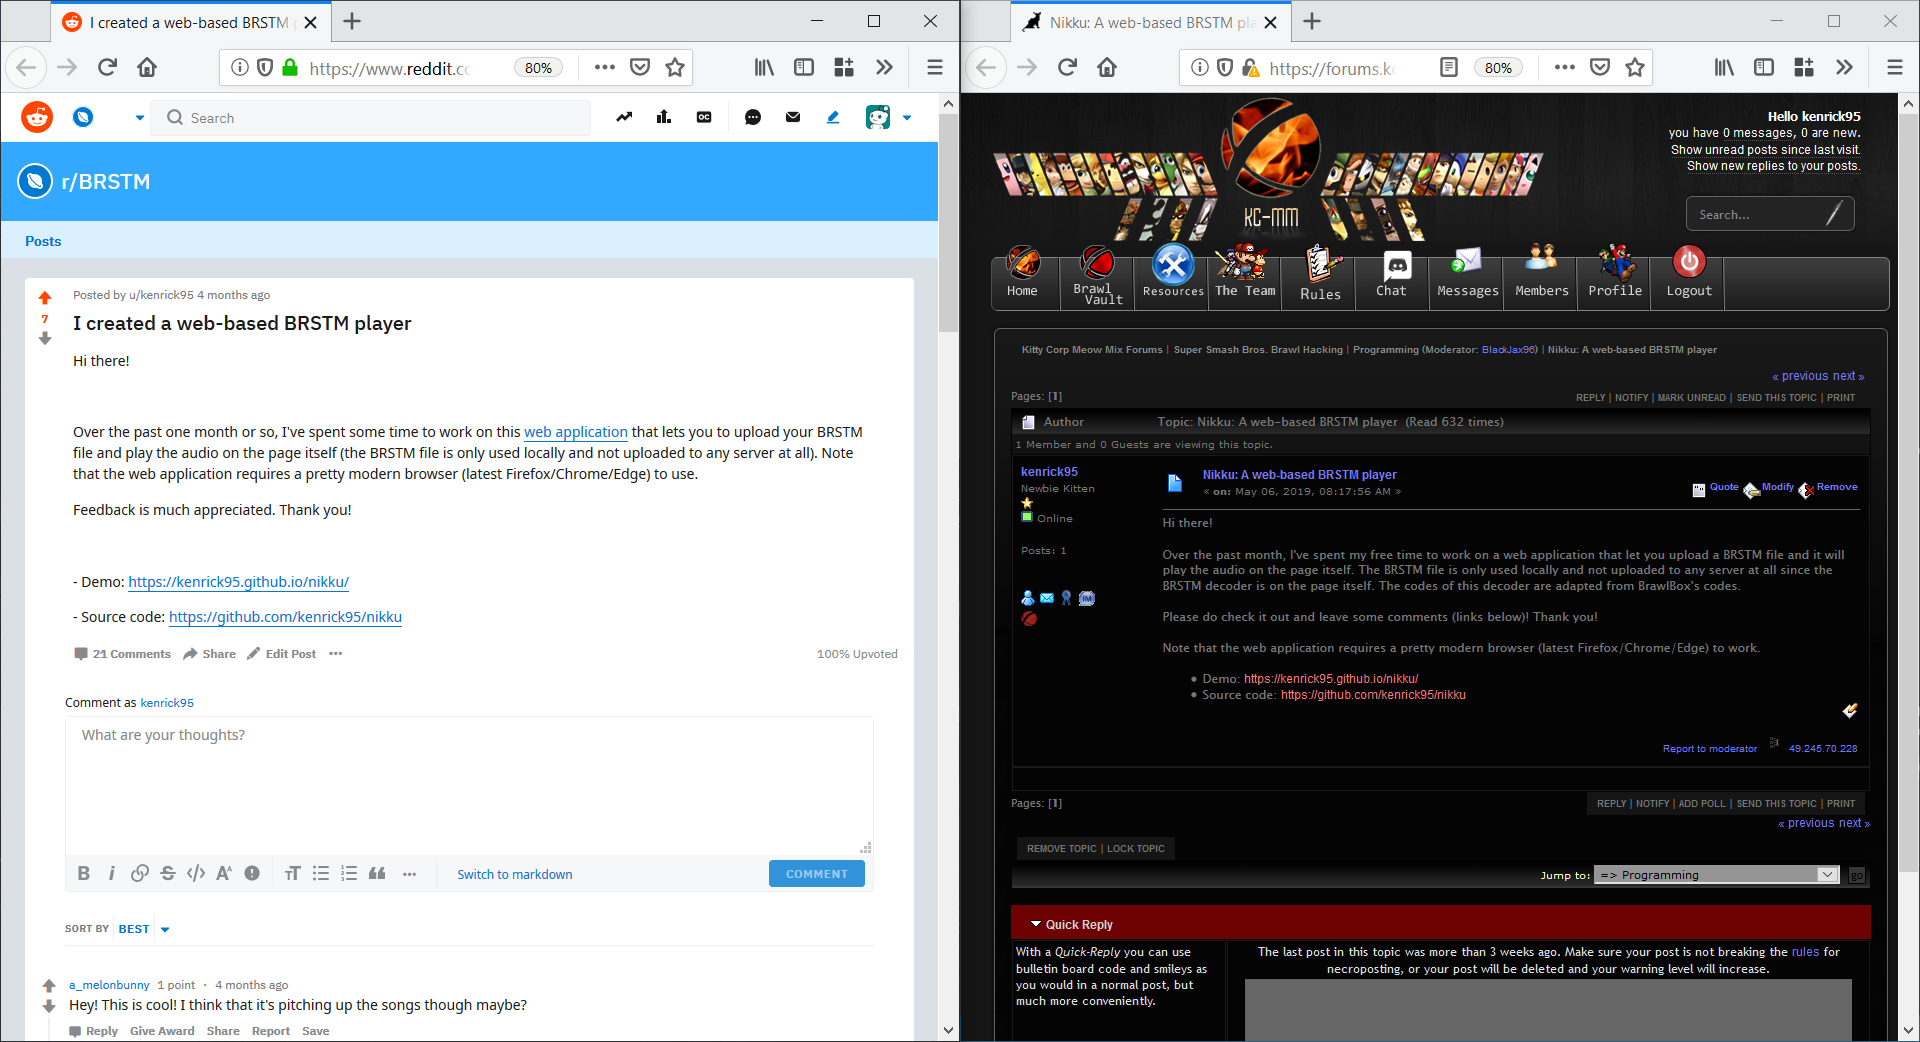 I created a web-based BRSTM
https://www.reddit.c
80%
Search
r/BRSTM
Posts
Posted by u/kenrick95 4 months ago
7
I created a web-based BRSTM player
Hi there!
Over the past one month or so, I've spent some time to work on this web application that lets you to upload your BRSTM
file and play the audio on the page itself (the BRSTM file is only used locally and not uploaded to any server at all). Note
that the web application requires a pretty modern browser (latest Firefox/Chrome/Edge) to use.
Feedback is much appreciated. Thank you!
- Demo: https://kenrick95.github.io/nikku/
- Source code: https://github.com/kenrick95/nikku
21 Comments Share Edit Post
100% Upvoted
Comment as kenrick95
What are your thoughts?
Switch to markdown
COMMENT
SORT BY BEST
a_melonbunny 1 point · 4 months ago
Hey! This is cool! I think that it's pitching up the songs though maybe?
Reply Give Award Share Report Save
Nikku: A web-based BRSTM pla
https://forums.k
80%
Hello kenrick95
you have 0 messages, 0 are new.
Show unread posts since last visit.
Show new replies to your posts.
KC-MM
Search...
Home
Brawl Vault
Resources
The Team
Rules
Chat
Messages
Members
Profile
Logout
Kitty Corp Meow Mix Forums | Super Smash Bros. Brawl Hacking | Programming (Moderator: BlackJax96) | Nikku: A web-based BRSTM player
« previous next »
Pages: [1]
REPLY | NOTIFY | MARK UNREAD | SEND THIS TOPIC | PRINT
Author
Topic: Nikku: A web-based BRSTM player (Read 632 times)
1 Member and 0 Guests are viewing this topic.
kenrick95
Newbie Kitten
Online
Posts: 1
IM
Nikku: A web-based BRSTM player
« on: May 06, 2019, 08:17:56 AM »
Quote Modify Remove
Hi there!
Over the past month, I've spent my free time to work on a web application that let you upload a BRSTM file and it will
play the audio on the page itself. The BRSTM file is only used locally and not uploaded to any server at all since the
BRSTM decoder is on the page itself. The codes of this decoder are adapted from BrawlBox's codes.
Please do check it out and leave some comments (links below)! Thank you!
Note that the web application requires a pretty modern browser (latest Firefox/Chrome/Edge) to work.
• Demo: https://kenrick95.github.io/nikku/
• Source code: https://github.com/kenrick95/nikku
Report to moderator 49.245.70.228
Pages: [1]
REPLY | NOTIFY | ADD POLL | SEND THIS TOPIC | PRINT
« previous next »
REMOVE TOPIC | LOCK TOPIC
Jump to: => Programming go
Quick Reply
With a Quick-Reply you can use
bulletin board code and smileys as
you would in a normal post, but
much more conveniently.
The last post in this topic was more than 3 weeks ago. Make sure your post is not breaking the rules for
necroposting, or your post will be deleted and your warning level will increase.